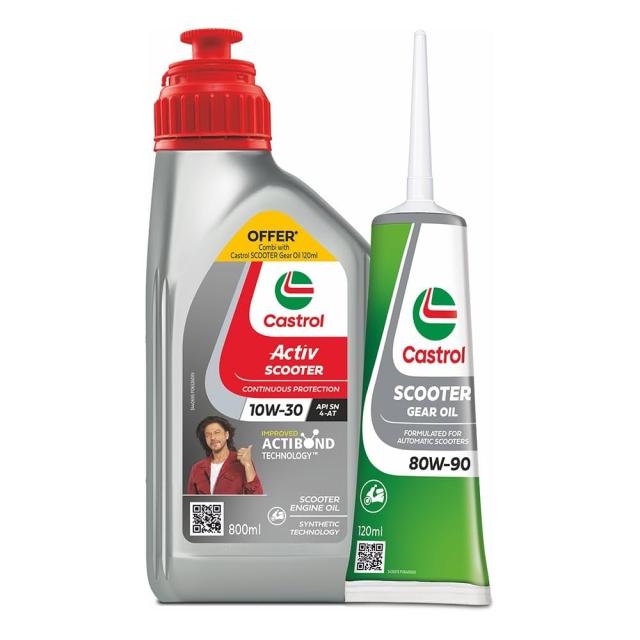 OFFER*
Combi with
Castrol SCOOTER Gear Oil 120ml
Castrol
Activ
SCOOTER
CONTINUOUS PROTECTION
10W-30
API SN
4-AT
IMPROVED
ACTIBOND
TECHNOLOGY™
SCOOTER
ENGINE OIL
SYNTHETIC
TECHNOLOGY
800ml
Castrol
SCOOTER
GEAR OIL
FORMULATED FOR
AUTOMATIC SCOOTERS
80W-90
120ml